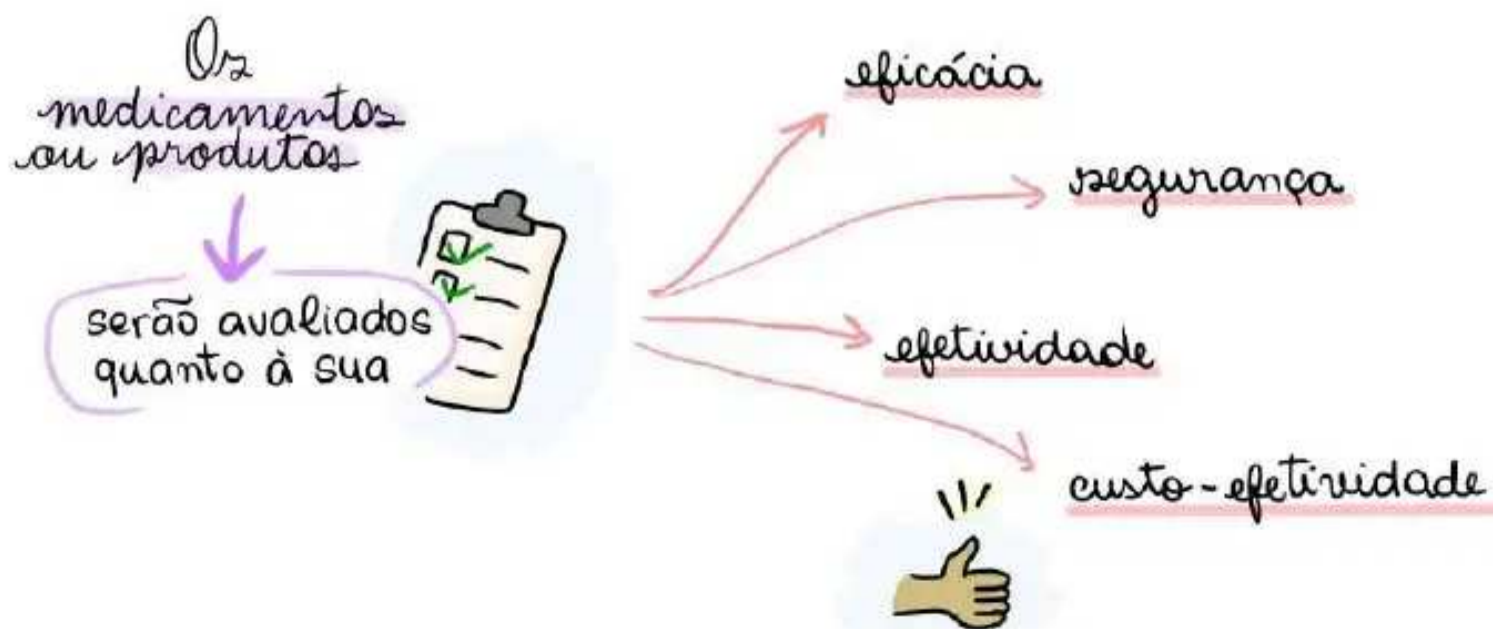 Os
medicamentos
ou produtos
serão avaliados
quanto à sua
eficácia
segurança
efetividade
custo-efetividade